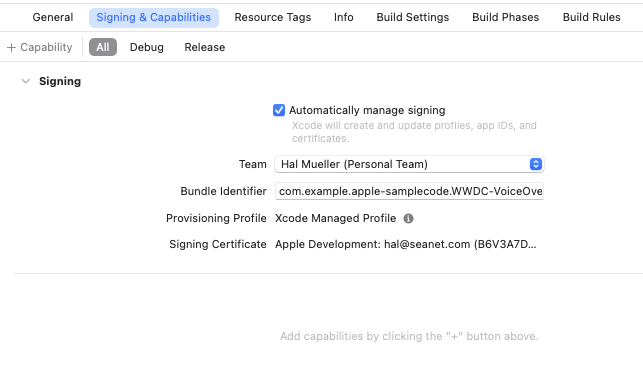 General Signing & Capabilities Resource Tags Info Build Settings Build Phases Build Rules
+ Capability All Debug Release
Signing
Automatically manage signing
Xcode will create and update profiles, app IDs, and
certificates.
Team Hal Mueller (Personal Team)
Bundle Identifier com.example.apple-samplecode.WWDC-VoiceOve
Provisioning Profile Xcode Managed Profile
Signing Certificate Apple Development: hal@seanet.com (B6V3A7D...
Add capabilities by clicking the "+" button above.